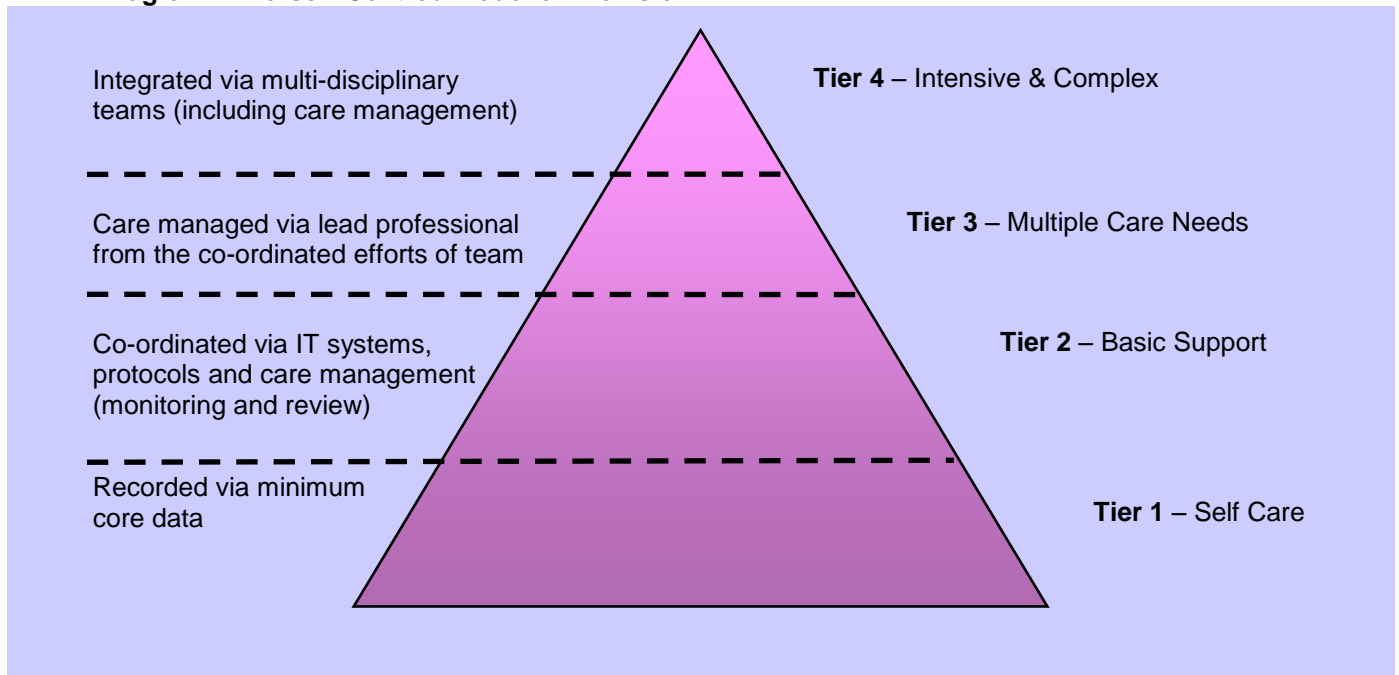 Integrated via multi-disciplinary
teams (including care management)
Tier 4 – Intensive & Complex
Care managed via lead professional
from the co-ordinated efforts of team
Tier 3 – Multiple Care Needs
Co-ordinated via IT systems,
protocols and care management
(monitoring and review)
Tier 2 – Basic Support
Recorded via minimum
core data
Tier 1 – Self Care